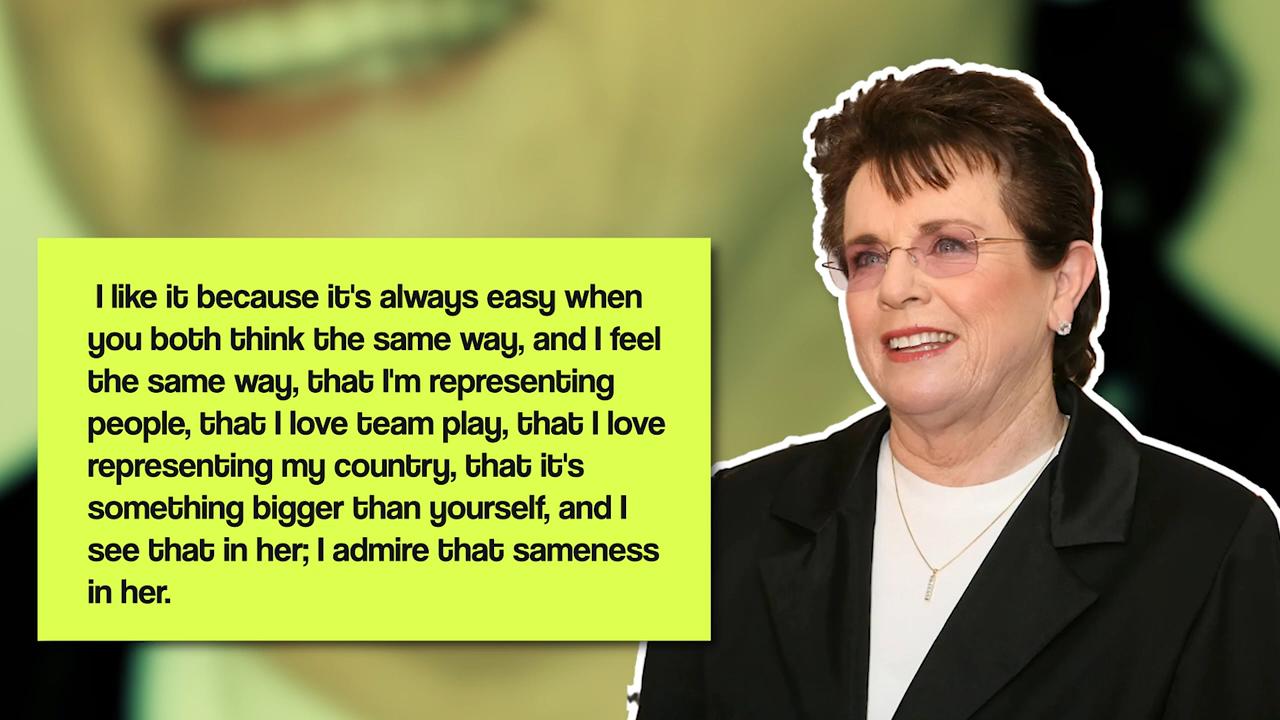 I like it because it's always easy when
you both think the same way, and I feel
the same way, that I'm representing
people, that I love team play, that I love
representing my country, that it's
something bigger than yourself, and I
see that in her; I admire that sameness
in her.